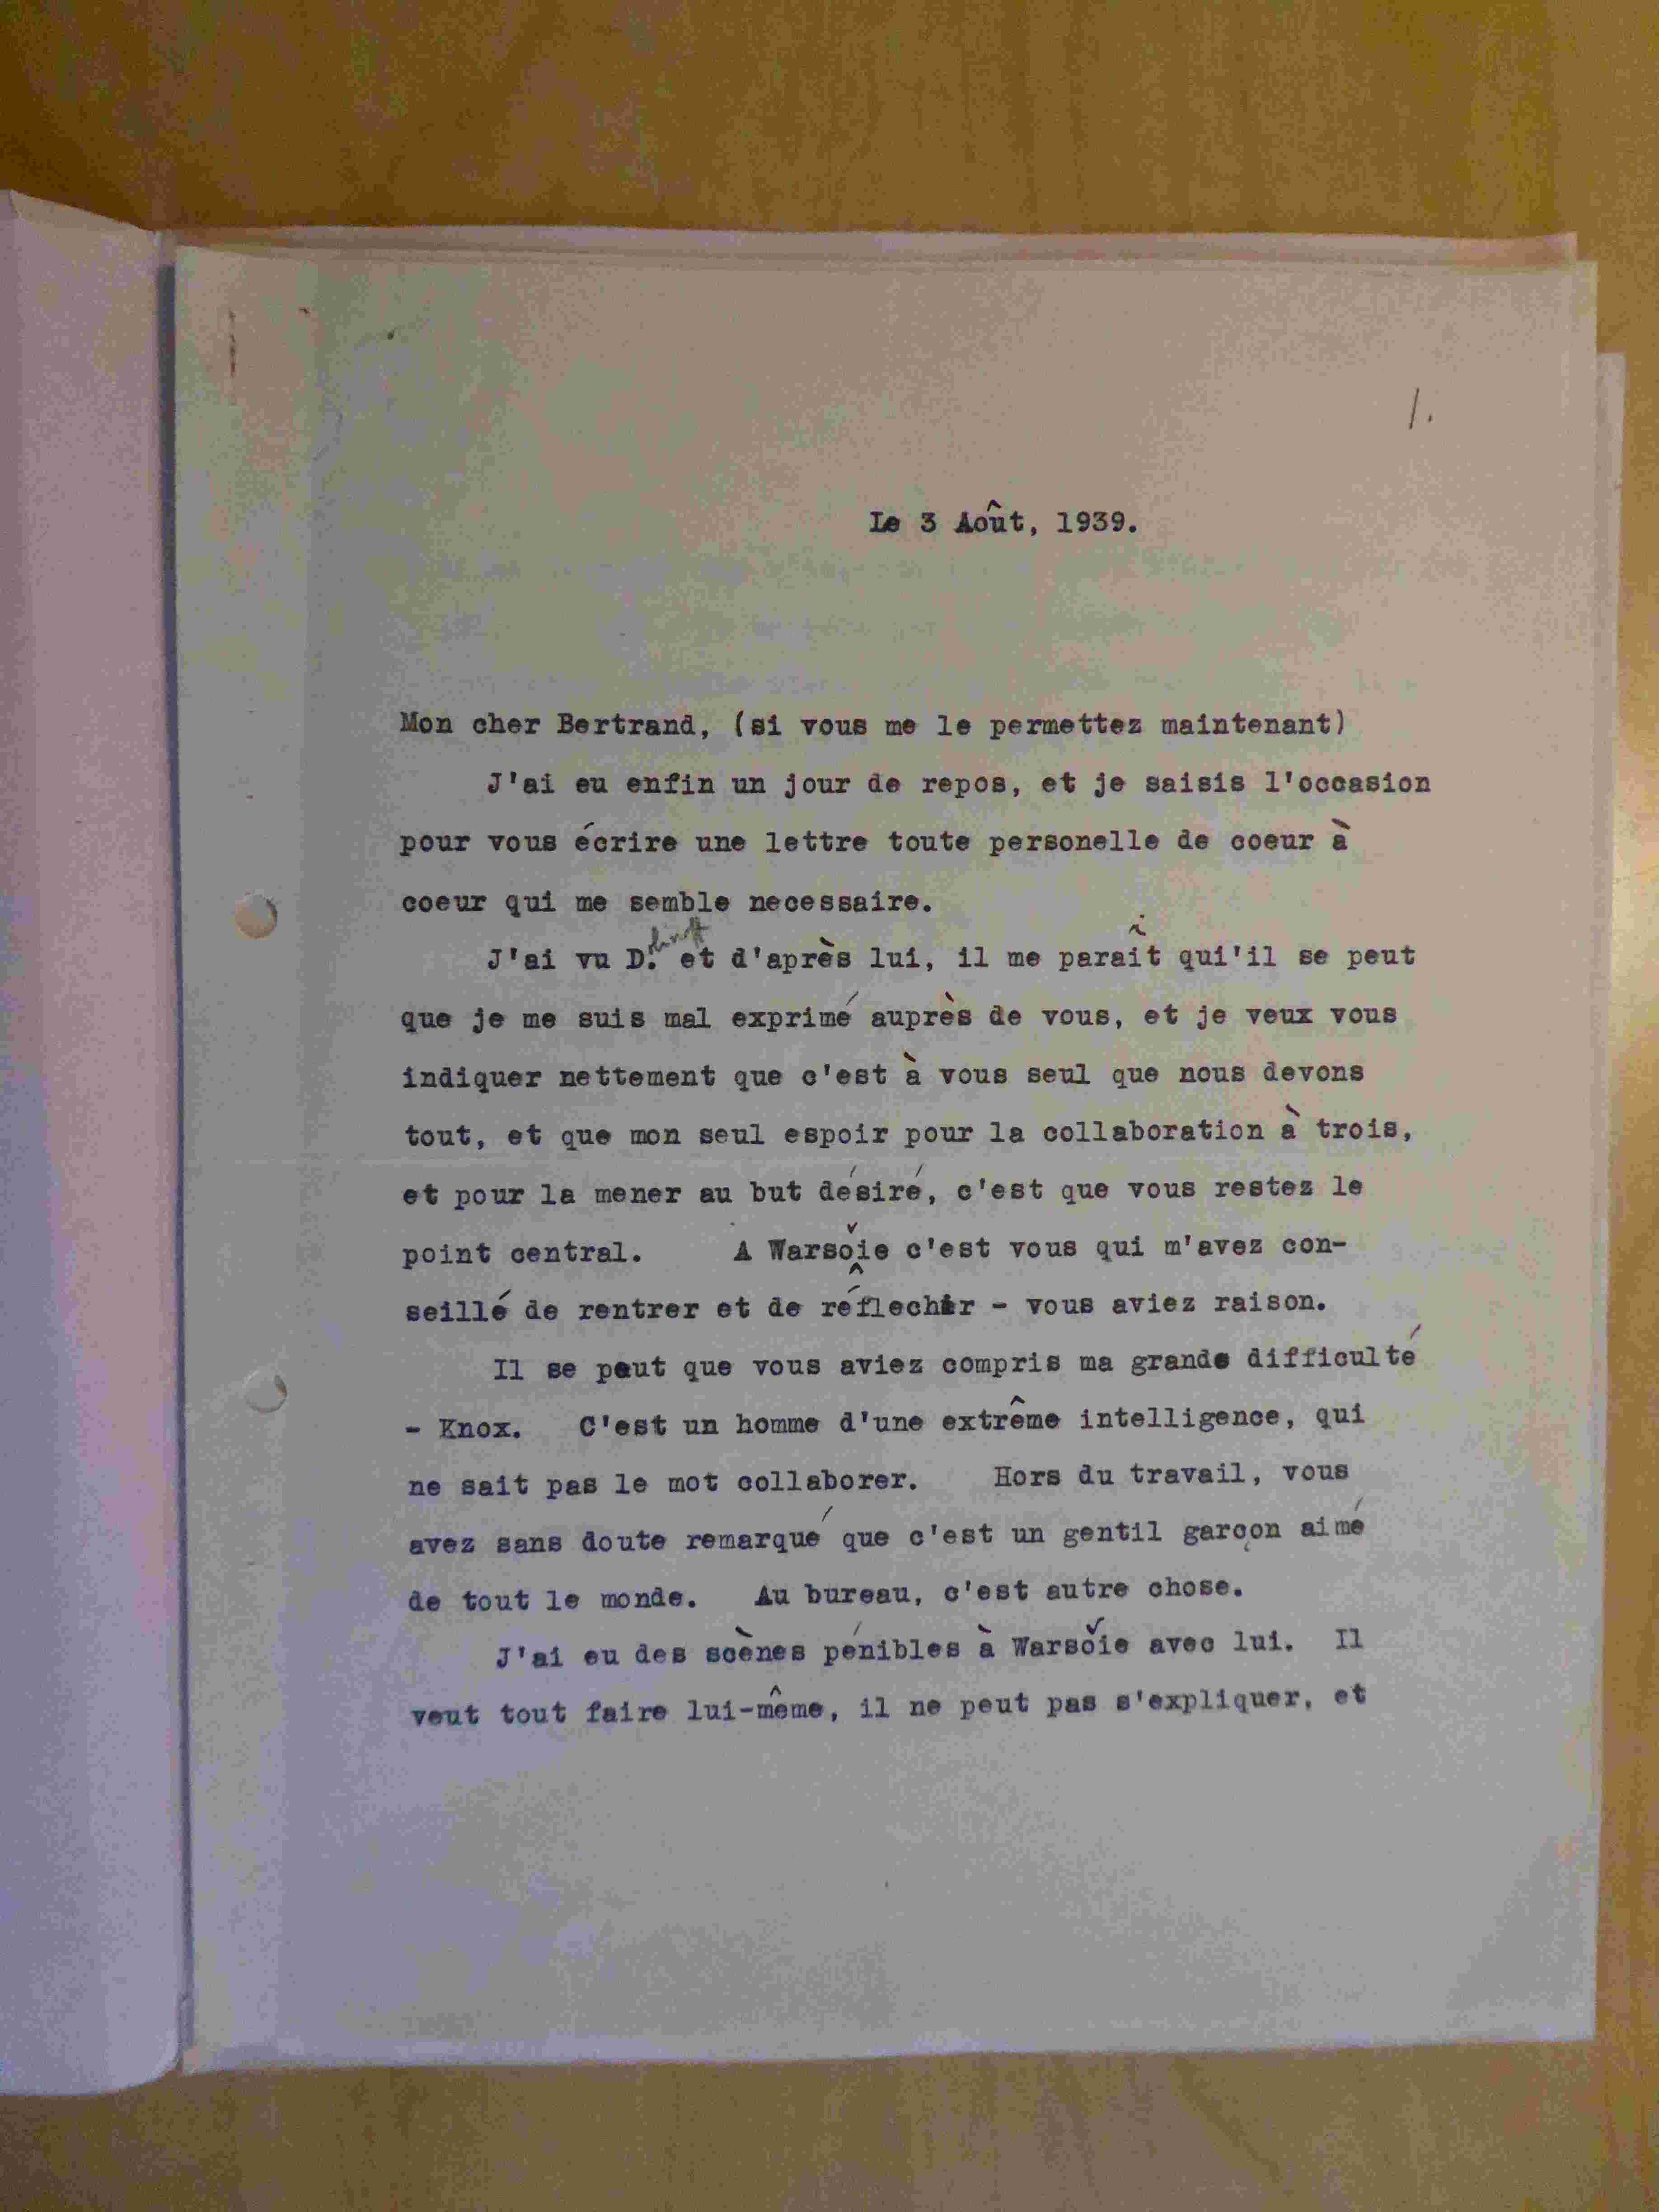 1.
Le 3 Août, 1939.
Mon cher Bertrand, (si vous me le permettez maintenant)
J'ai eu enfin un jour de repos, et je saisis l'occasion
pour vous écrire une lettre toute personelle de coeur à
coeur qui me semble necessaire.
J'ai vu D. et d'après lui, il me parait qui'il se peut
que je me suis mal exprimé auprès de vous, et je veux vous
indiquer nettement que c'est à vous seul que nous devons
tout, et que mon seul espoir pour la collaboration à trois,
et pour la mener au but désiré, c'est que vous restez le
point central. A Warsoie c'est vous qui m'avez con-
v
seillé de rentrer et de réflechir - vous aviez raison.
Il se peut que vous aviez compris ma grande difficulté
- Knox. C'est un homme d'une extrême intelligence, qui
ne sait pas le mot collaborer. Hors du travail, vous
avez sans doute remarqué que c'est un gentil garçon aimé
de tout le monde. Au bureau, c'est autre chose.
J'ai eu des scènes pénibles à Warsoie avec lui. Il
v
veut tout faire lui-même, il ne peut pas s'expliquer, et